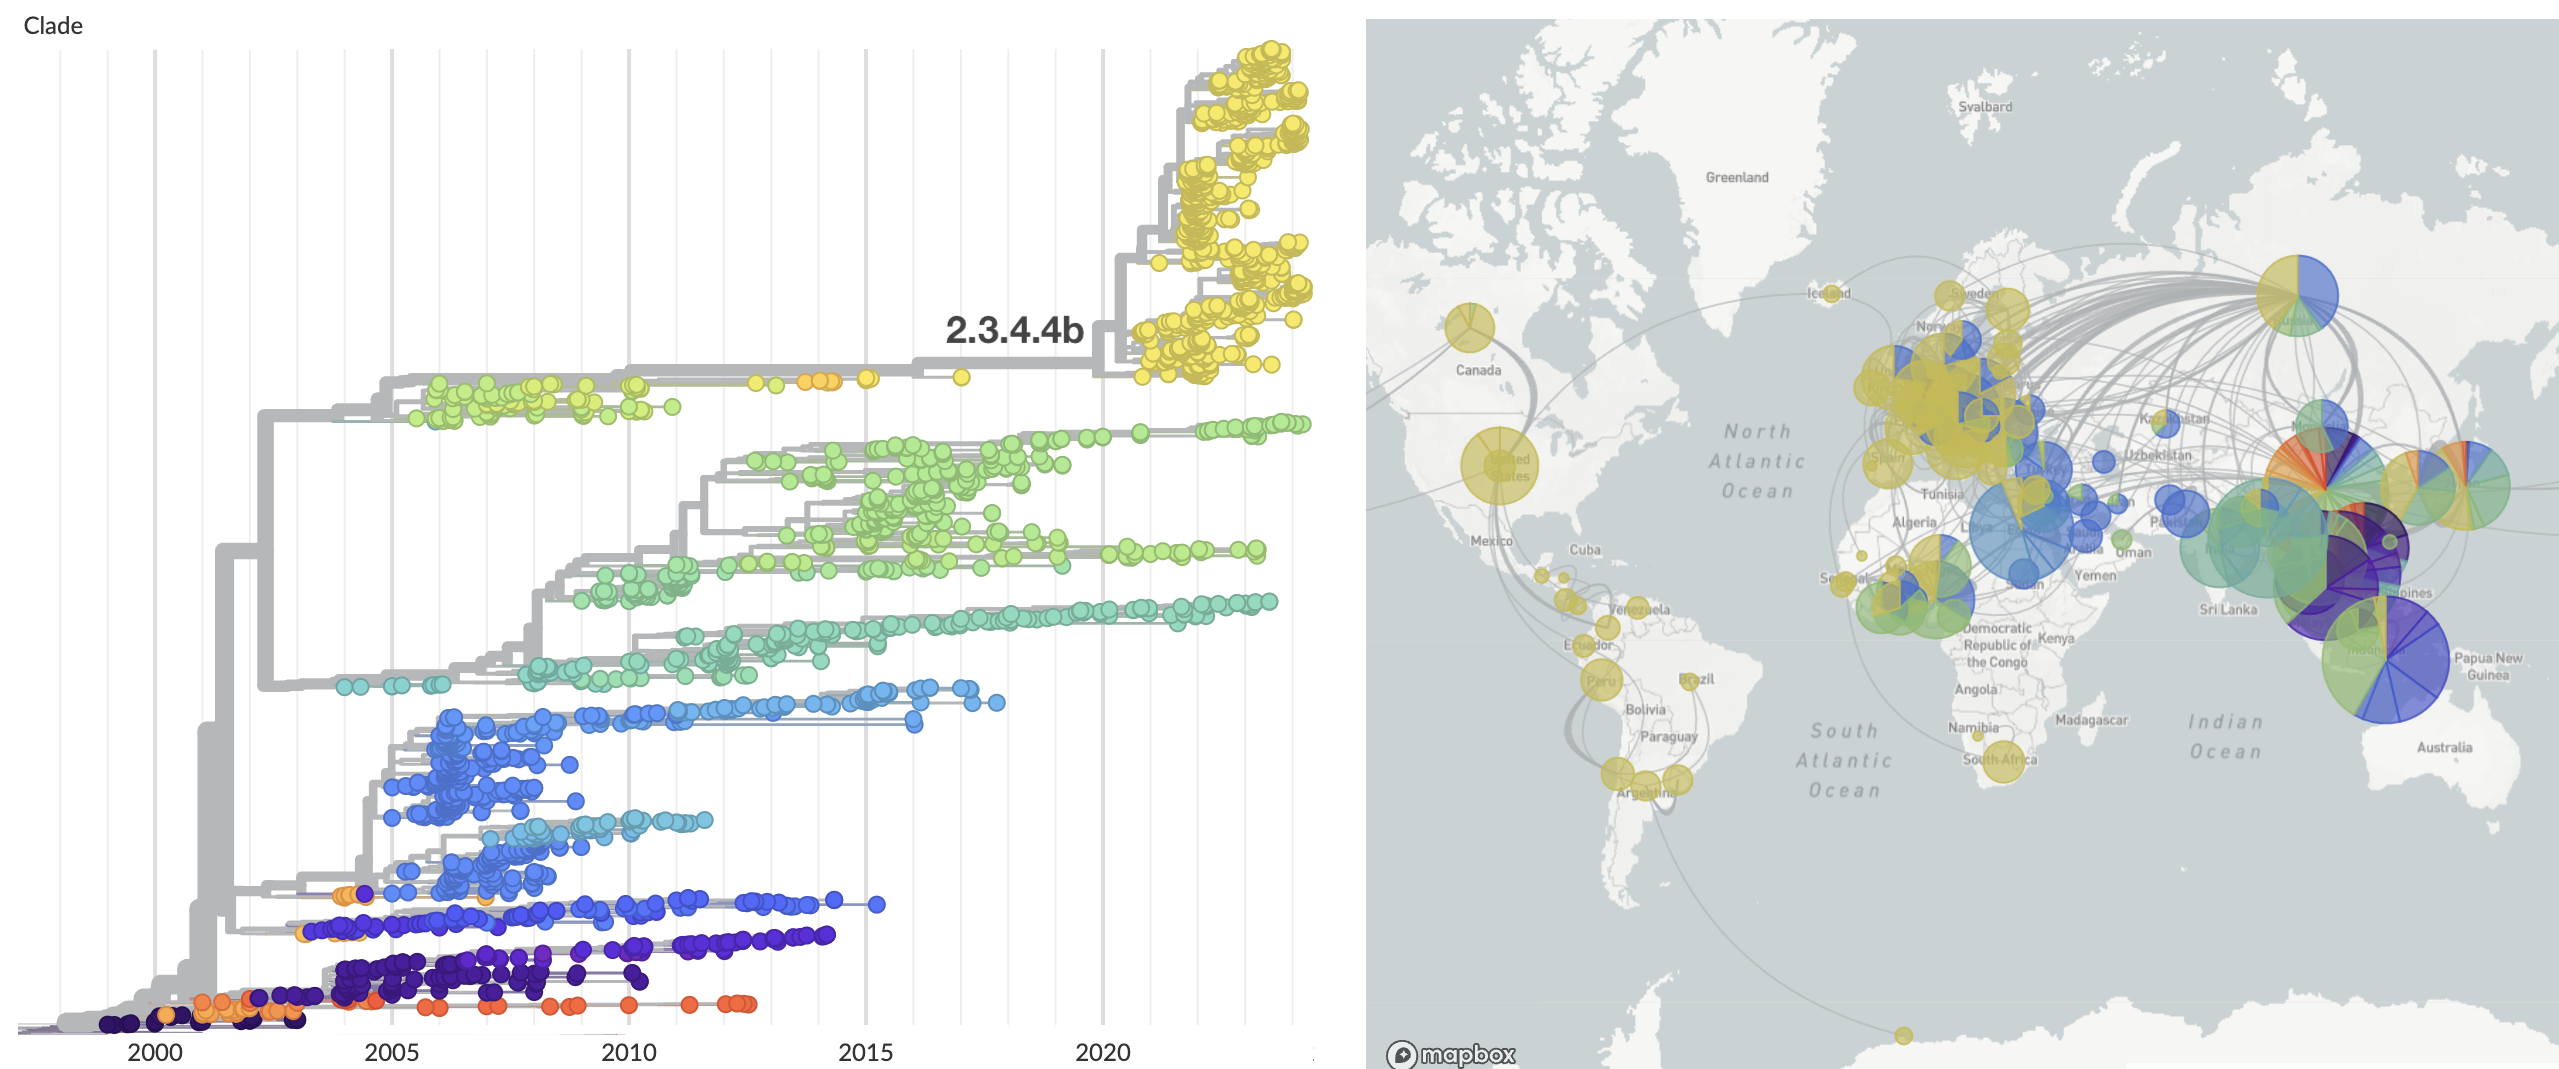 Clade
2.3.4.4b
2000
2005
2010
2015
2020
Svalbard
Greenland
Iceland
Sweden
Canada
Kazakhstan
Uzbekistan
North
Atlantic
Ocean
United
States
Spain
Turkey
Tunisia
Algeria
Libya
Mexico
Cuba
Oman
Senegal
Sudan
Yemen
Venezuela
Sri Lanka
Democratic
Republic of
the Congo
Kenya
Ecuador
Indonesia
Papua New
Guinea
Peru
Brazil
Angola
Bolivia
Namibia
Madagascar
South
Atlantic
Ocean
Indian
Ocean
Paraguay
South Africa
Australia
Argentina
mapbox